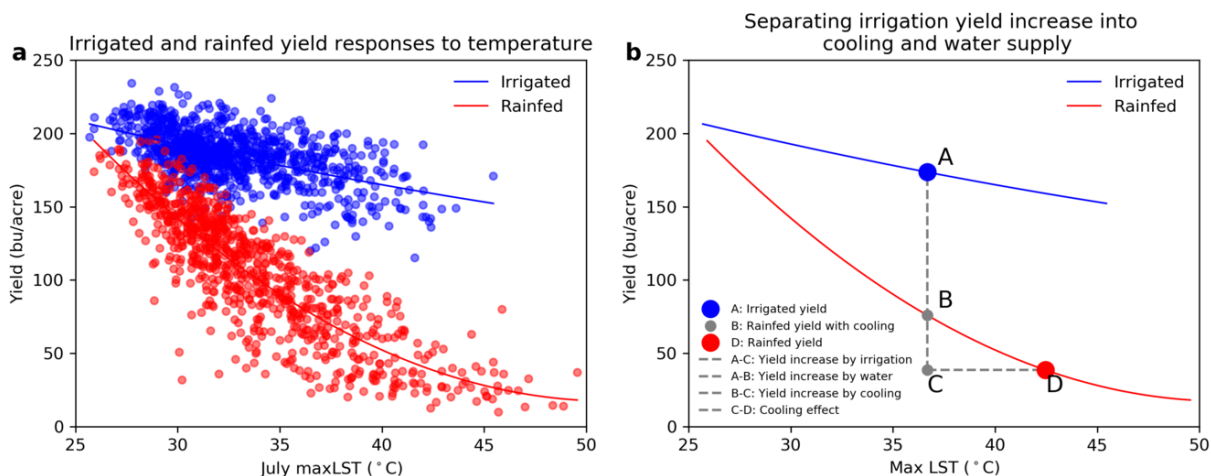 a
Irrigated and rainfed yield responses to temperature
250
200
150
100
50
0
Yield (bu/acre)
25
30
35
40
45
50
July maxLST (°C)
Irrigated
Rainfed
b
Separating irrigation yield increase into
cooling and water supply
250
200
150
100
50
0
Yield (bu/acre)
25
30
35
40
45
50
Max LST (°C)
Irrigated
Rainfed
A
B
C
D
A: Irrigated yield
B: Rainfed yield with cooling
D: Rainfed yield
A-C: Yield increase by irrigation
A-B: Yield increase by water
B-C: Yield increase by cooling
C-D: Cooling effect